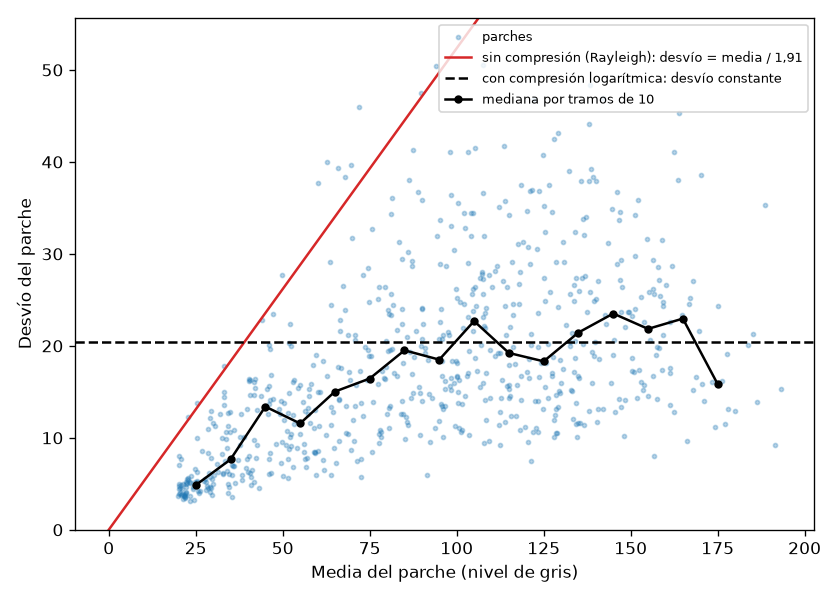 parches
sin compresión (Rayleigh): desvío = media / 1,91
con compresión logarítmica: desvío constante
mediana por tramos de 10
50
40
30
20
10
0
Desvío del parche
0 25 50 75 100 125 150 175 200
Media del parche (nivel de gris)